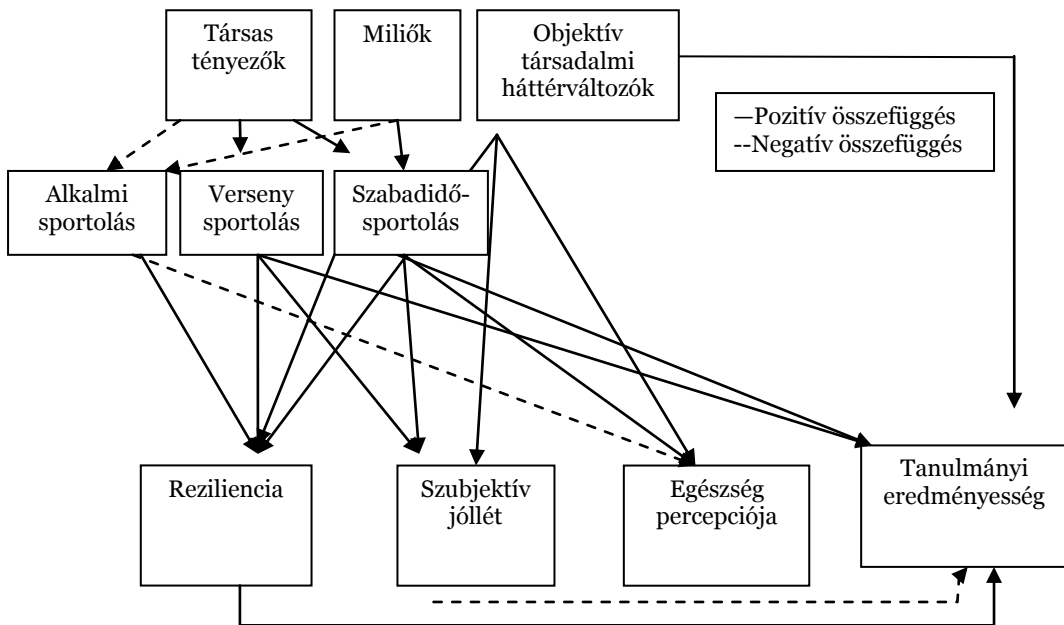 Társas
tényezők
Miliők
Objektív
társadalmi
háttérváltozók
—Pozitív összefüggés
--Negatív összefüggés
Alkalmi
sportolás
Verseny
sportolás
Szabadidő-
sportolás
Reziliencia
Szubjektív
jóllét
Egészség
percepciója
Tanulmányi
eredményesség